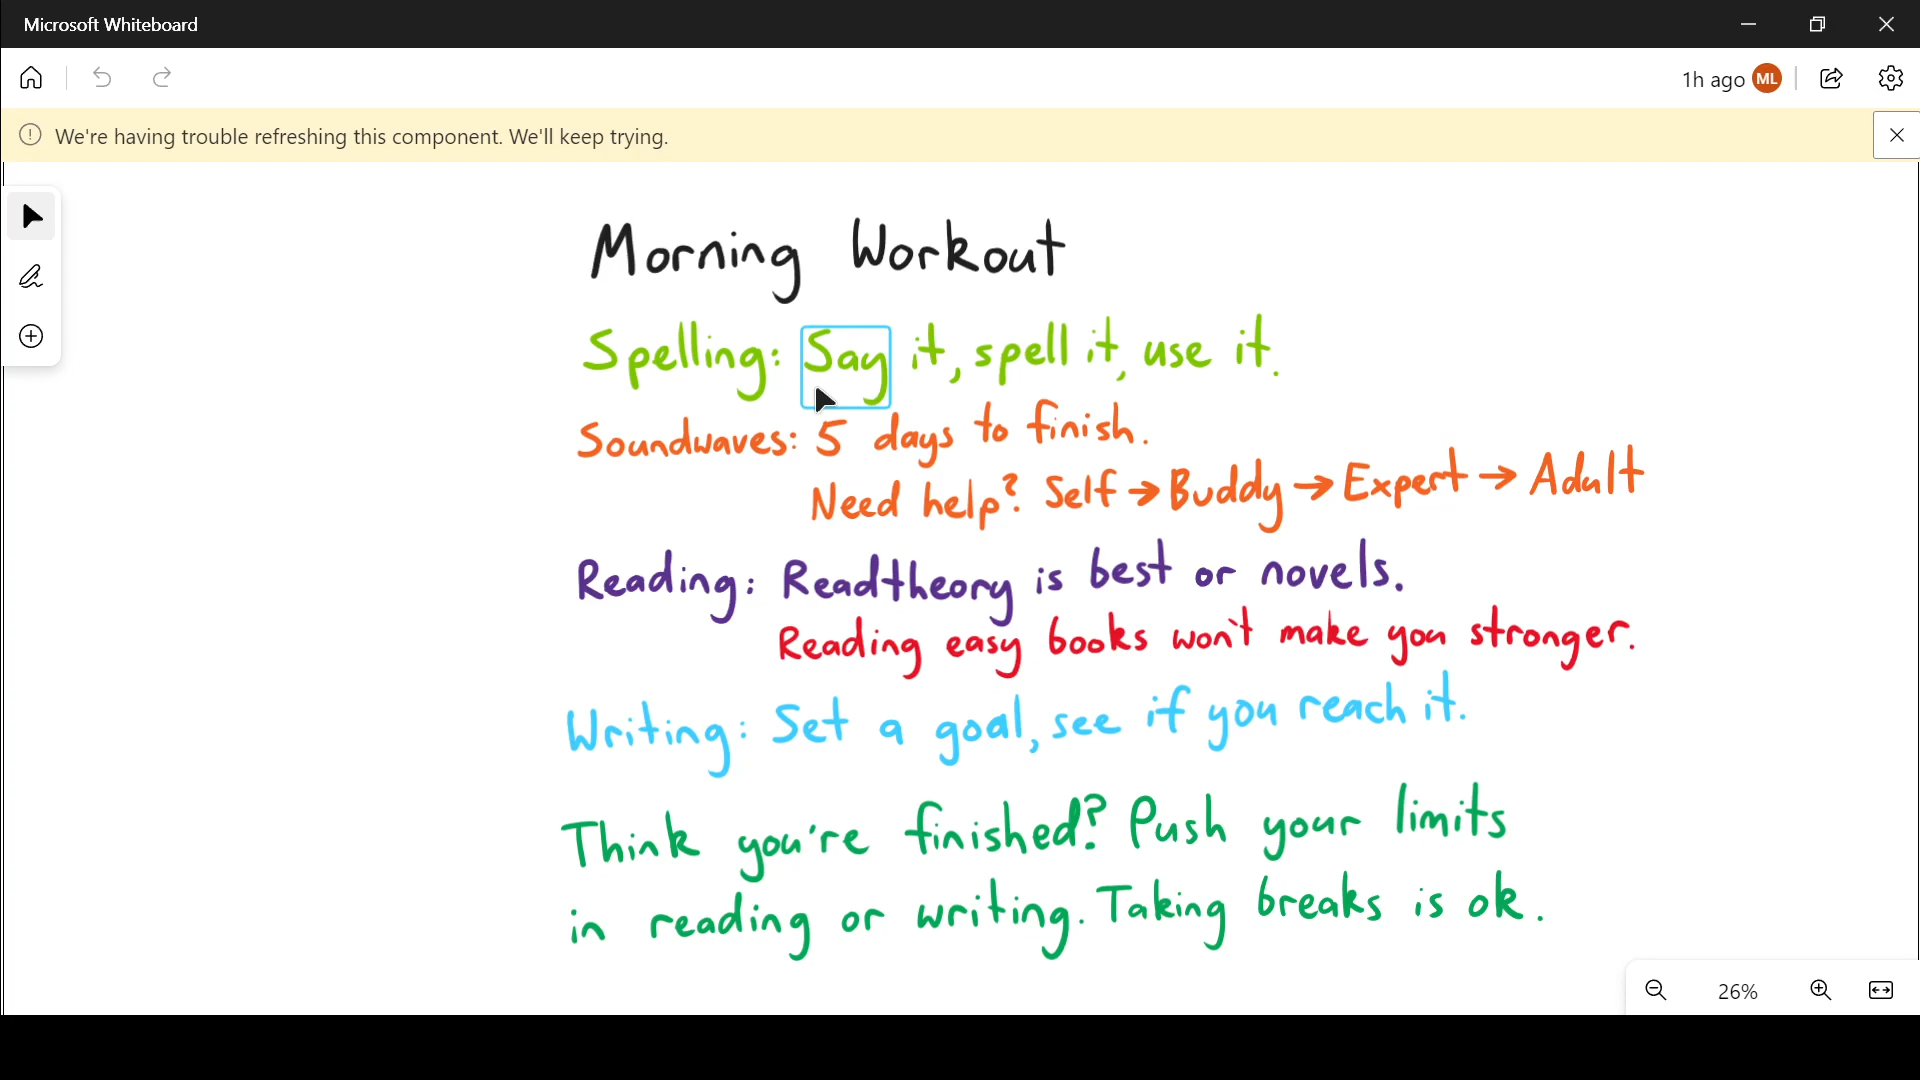 Microsoft Whiteboard
1h ago ML
We're having trouble refreshing this component. We'll keep trying.
Morning Workout
Spelling: Say it, spell it, use it.
Soundwaves: 5 days to finish.
Need help? Self → Buddy → Expert → Adult
Reading: Readtheory is best or novels.
Reading easy books won't make you stronger.
Writing: Set a goal, see if you reach it.
Think you're finished? Push your limits
in reading or writing. Taking breaks is ok.
26%